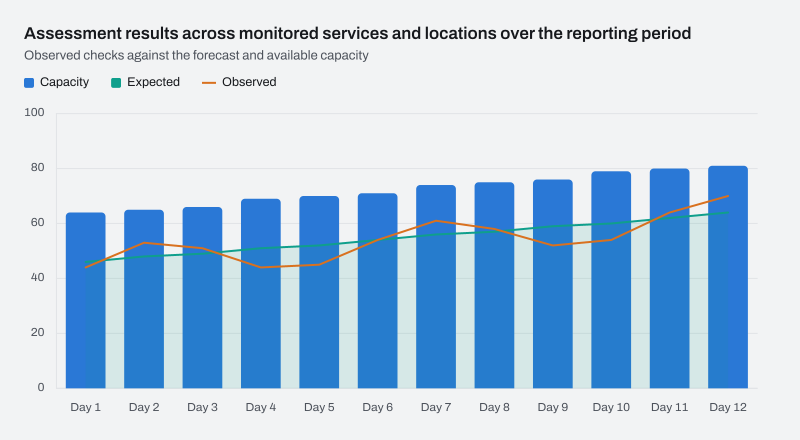 Assessment results across monitored services and locations over the reporting period
Observed checks against the forecast and available capacity
Capacity Expected Observed
100
80
60
40
20
0
Day 1 Day 2 Day 3 Day 4 Day 5 Day 6 Day 7 Day 8 Day 9 Day 10 Day 11 Day 12